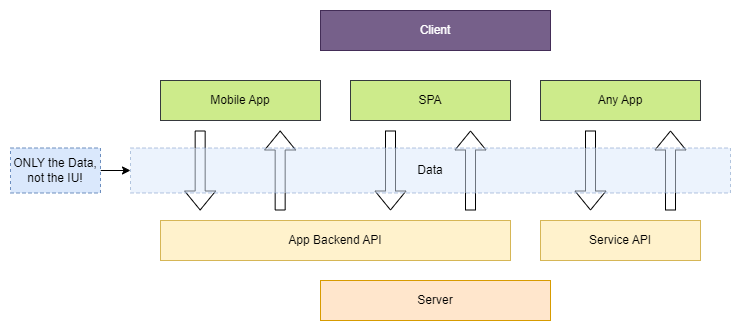 Client
Mobile App
SPA
Any App
ONLY the Data,
not the IU!
Data
App Backend API
Service API
Server